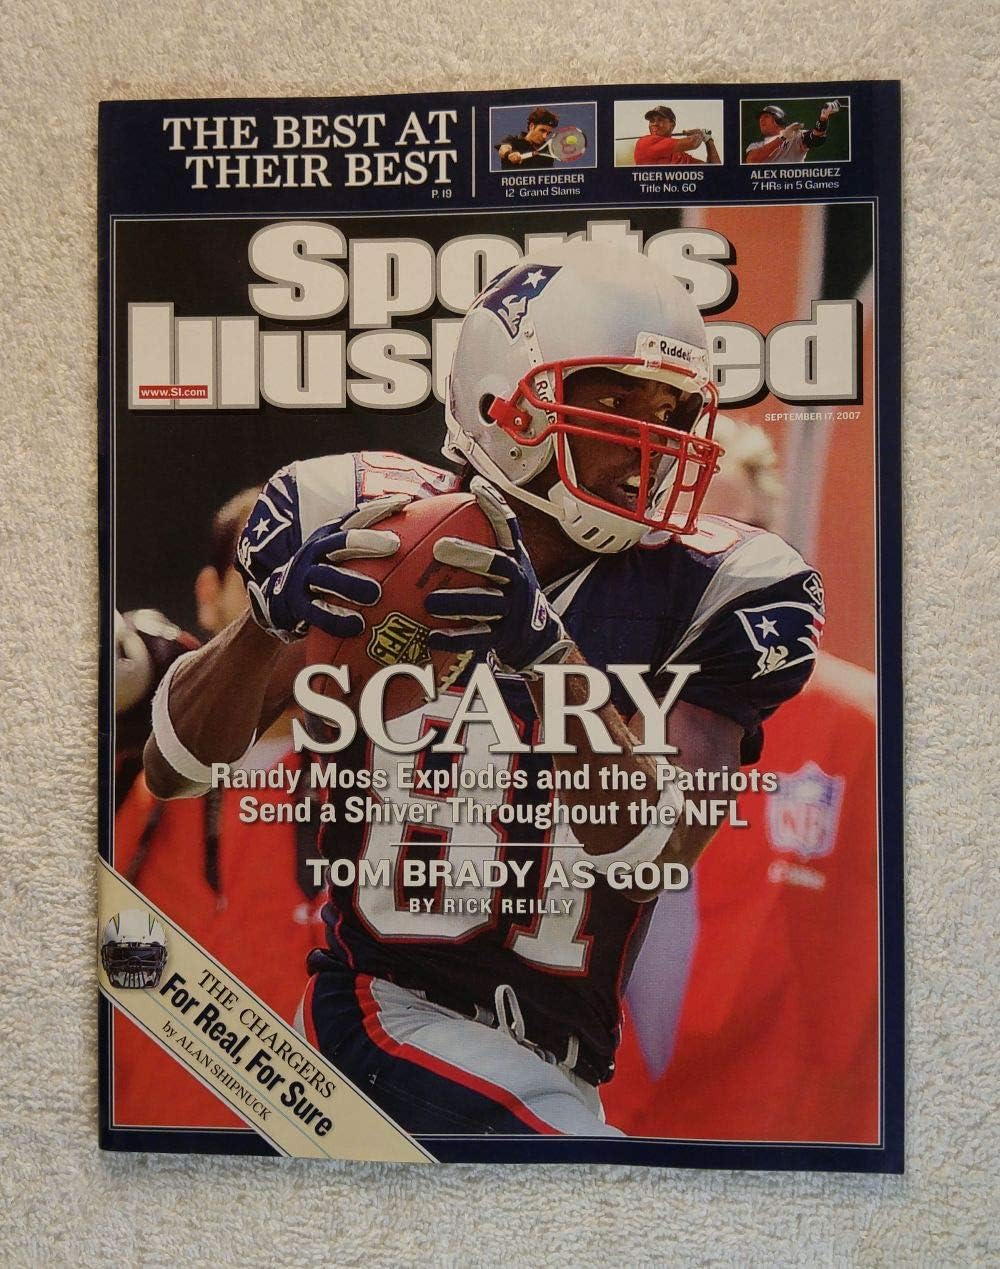 THE BEST AT
THEIR BEST
P. 19
ROGER FEDERER
12 Grand Slams
TIGER WOODS
Title No. 60
ALEX RODRIGUEZ
7 HRs in 5 Games
Sports
Illustrated
www.SI.com
SEPTEMBER 17, 2007
Riddell
NFL
SCARY
Randy Moss Explodes and the Patriots
Send a Shiver Throughout the NFL
TOM BRADY AS GOD
BY RICK REILLY
81
NFL
THE CHARGERS
For Real, For Sure
by ALAN SHIPNUCK